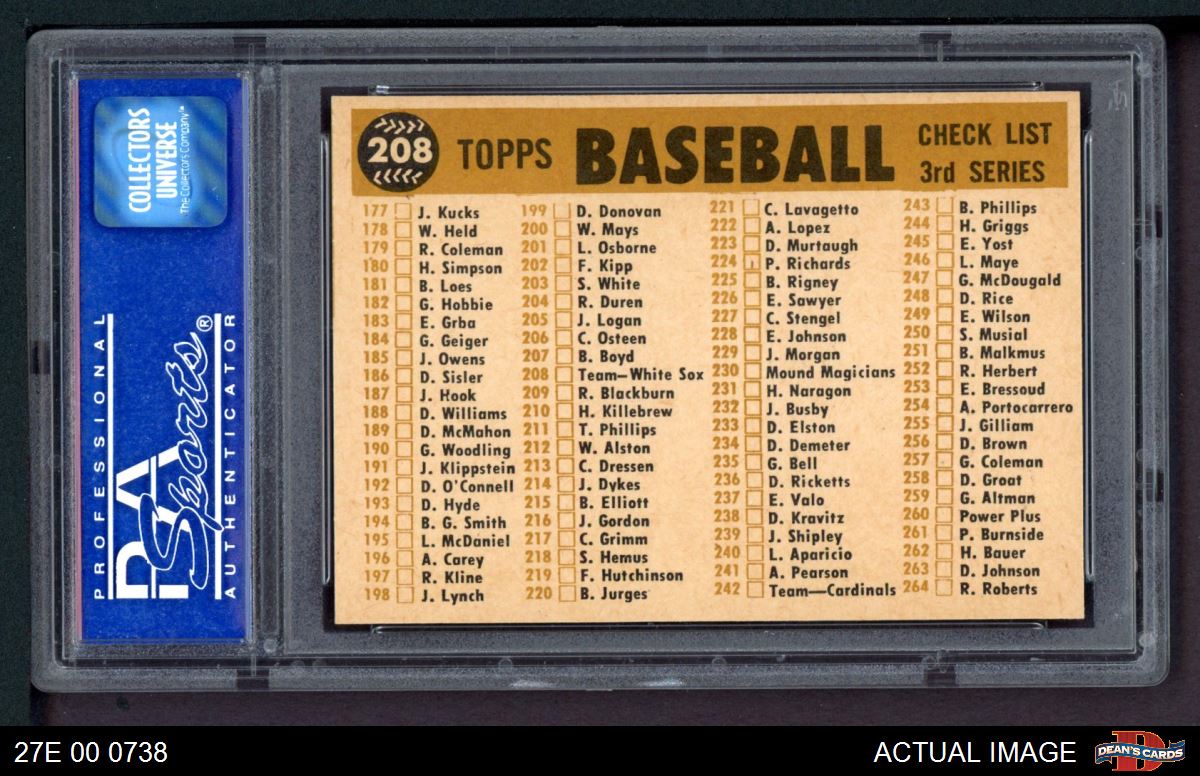 COLLECTORS
UNIVERSE™
The Collectors Company
PROFESSIONAL
PSA
Sports®
AUTHENTICATOR
208
TOPPS BASEBALL
CHECK LIST
3rd SERIES
177 J. Kucks
178 W. Held
179 R. Coleman
180 H. Simpson
181 B. Loes
182 G. Hobbie
183 E. Grba
184 G. Geiger
185 J. Owens
186 D. Sisler
187 J. Hook
188 D. Williams
189 D. McMahon
190 G. Woodling
191 J. Klippstein
192 D. O'Connell
193 D. Hyde
194 B. G. Smith
195 L. McDaniel
196 A. Carey
197 R. Kline
198 J. Lynch
199 D. Donovan
200 W. Mays
201 L. Osborne
202 F. Kipp
203 S. White
204 R. Duren
205 J. Logan
206 C. Osteen
207 B. Boyd
208 Team—White Sox
209 R. Blackburn
210 H. Killebrew
211 T. Phillips
212 W. Alston
213 C. Dressen
214 J. Dykes
215 B. Elliott
216 J. Gordon
217 C. Grimm
218 S. Hemus
219 F. Hutchinson
220 B. Jurges
221 C. Lavagetto
222 A. Lopez
223 D. Murtaugh
224 P. Richards
225 B. Rigney
226 E. Sawyer
227 C. Stengel
228 E. Johnson
229 J. Morgan
230 Mound Magicians
231 H. Naragon
232 J. Busby
233 D. Elston
234 D. Demeter
235 G. Bell
236 D. Ricketts
237 E. Valo
238 D. Kravitz
239 J. Shipley
240 L. Aparicio
241 A. Pearson
242 Team—Cardinals
243 B. Phillips
244 H. Griggs
245 E. Yost
246 L. Maye
247 G. McDougald
248 D. Rice
249 E. Wilson
250 S. Musial
251 B. Malkmus
252 R. Herbert
253 E. Bressoud
254 A. Portocarrero
255 J. Gilliam
256 D. Brown
257 G. Coleman
258 D. Groat
259 G. Altman
260 Power Plus
261 P. Burnside
262 H. Bauer
263 D. Johnson
264 R. Roberts
27E 00 0738
ACTUAL IMAGE
DEAN'S CARDS